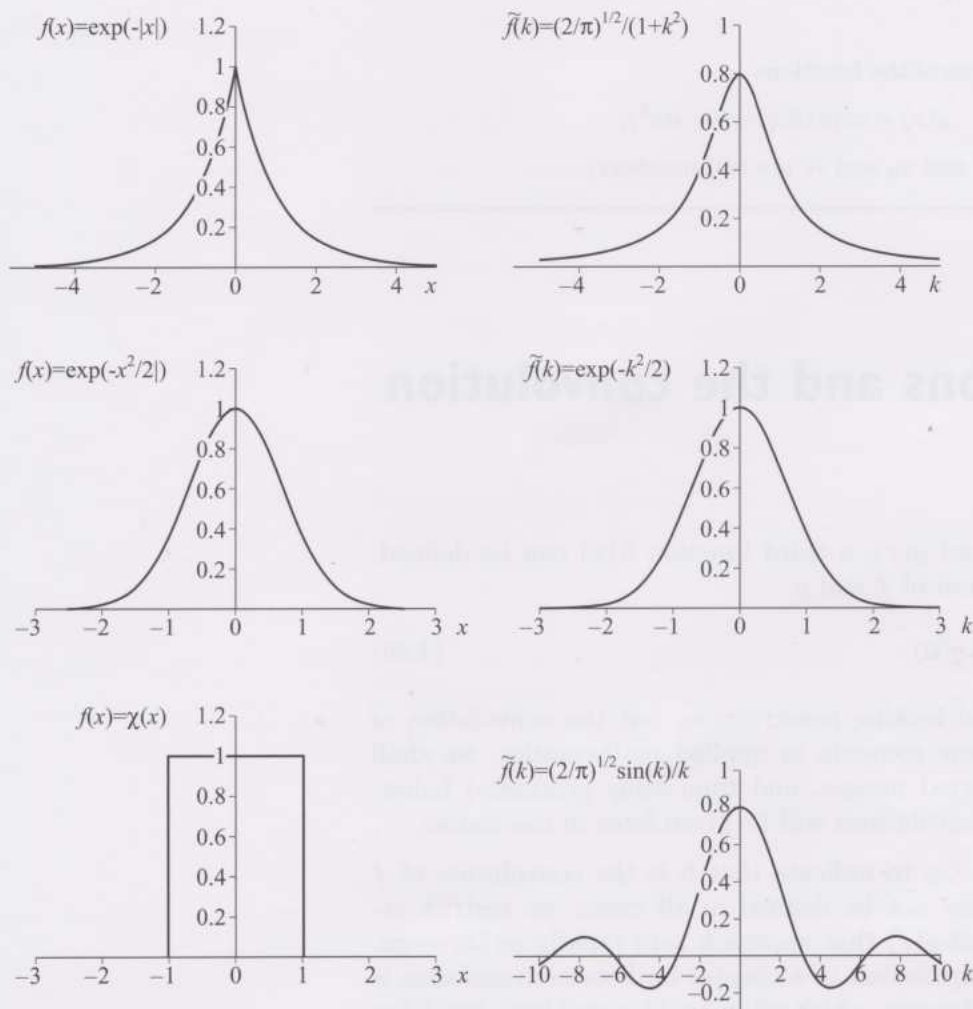 f(x)=exp(-|x|)
1.2
1
0.8
0.6
0.4
0.2
−4 −2 0 2 4 x
f̃(k)=(2/π)^1/2/(1+k^2)
1
0.8
0.6
0.4
0.2
−4 −2 0 2 4 k
f(x)=exp(-x^2/2|)
1.2
1
0.8
0.6
0.4
0.2
−3 −2 −1 0 1 2 3 x
f̃(k)=exp(-k^2/2)
1.2
1
0.8
0.6
0.4
0.2
−3 −2 −1 0 1 2 3 k
ons and the convolution
f(x)=χ(x)
1.2
1
0.8
0.6
0.4
0.2
−3 −2 −1 0 1 2 3 x
f̃(k)=(2/π)^1/2sin(k)/k
1
0.8
0.6
0.4
0.2
−10 −8 −6 −4 −2 0 2 4 6 8 10 k
−0.2